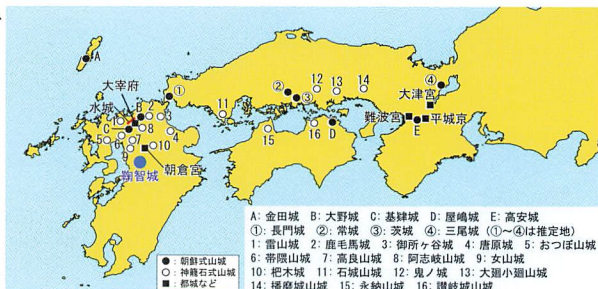 A
大宰府
水城
B
C
①
②
③
12
13
14
④
大津宮
難波宮
平城京
E
11
15
16
D
1
2
3
4
5
6
7
8
9
10
朝倉宮
鞠智城
●：朝鮮式山城
○：神籠石式山城
■：都城など
A：金田城 B：大野城 C：基肄城 D：屋嶋城 E：高安城
①：長門城 ②：常城 ③：茨城 ④：三尾城（①～④は推定地）
1：雷山城 2：鹿毛馬城 3：御所ヶ谷城 4：唐原城 5：おつぼ山城
6：帯隈山城 7：高良山城 8：阿志岐山城 9：女山城
10：杷木城 11：石城山城 12：鬼ノ城 13：大廻小廻山城
14：播磨城山城 15：永納山城 16：讃岐城山城